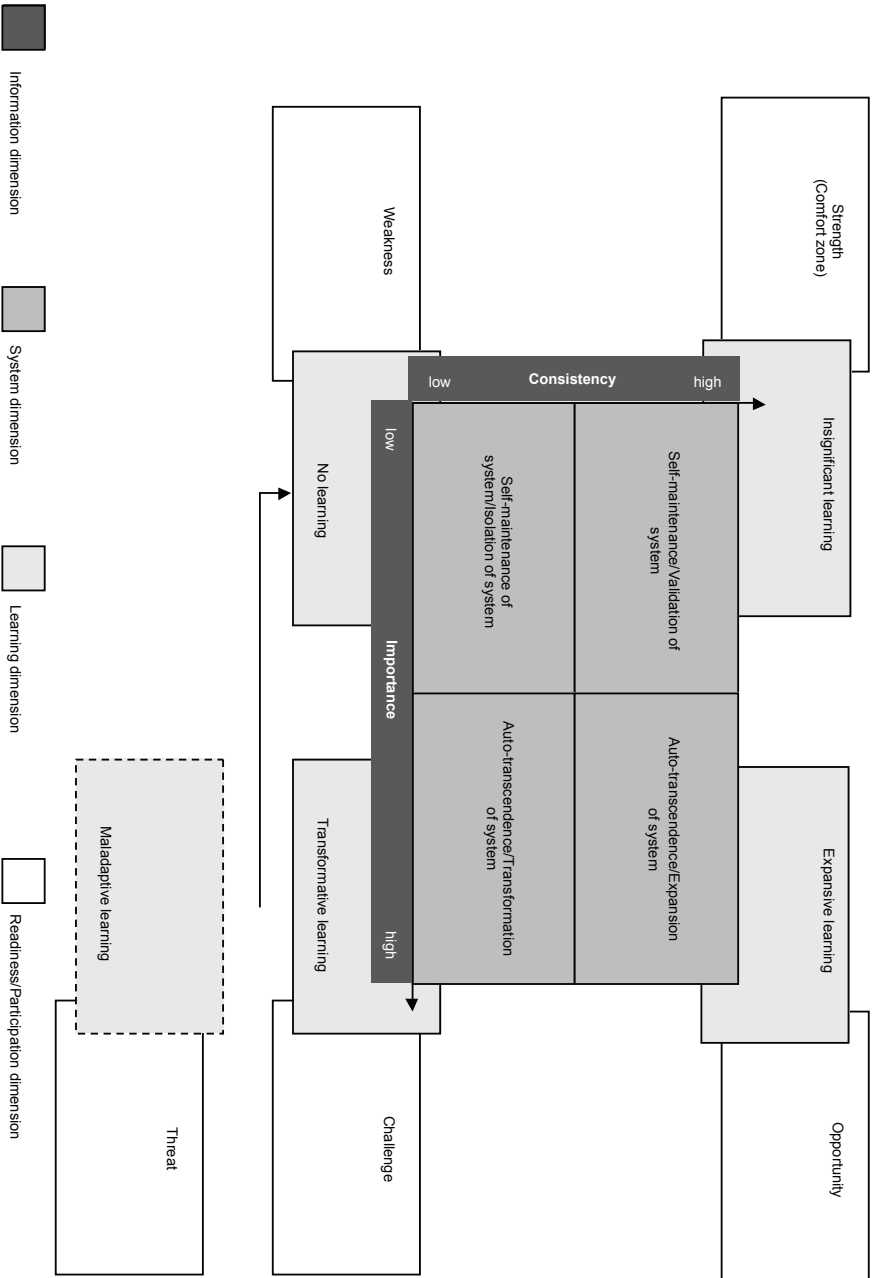 Strength
(Comfort zone)
Insignificant learning
Expansive learning
Opportunity
high
Consistency
low
Self-maintenance/Validation of
system
Auto-transcendence/Expansion
of system
Self-maintenance of
system/Isolation of system
Auto-transcendence/Transformation
of system
low
Importance
high
Weakness
No learning
Transformative learning
Challenge
Maladaptive learning
Threat
Information dimension
System dimension
Learning dimension
Readiness/Participation dimension